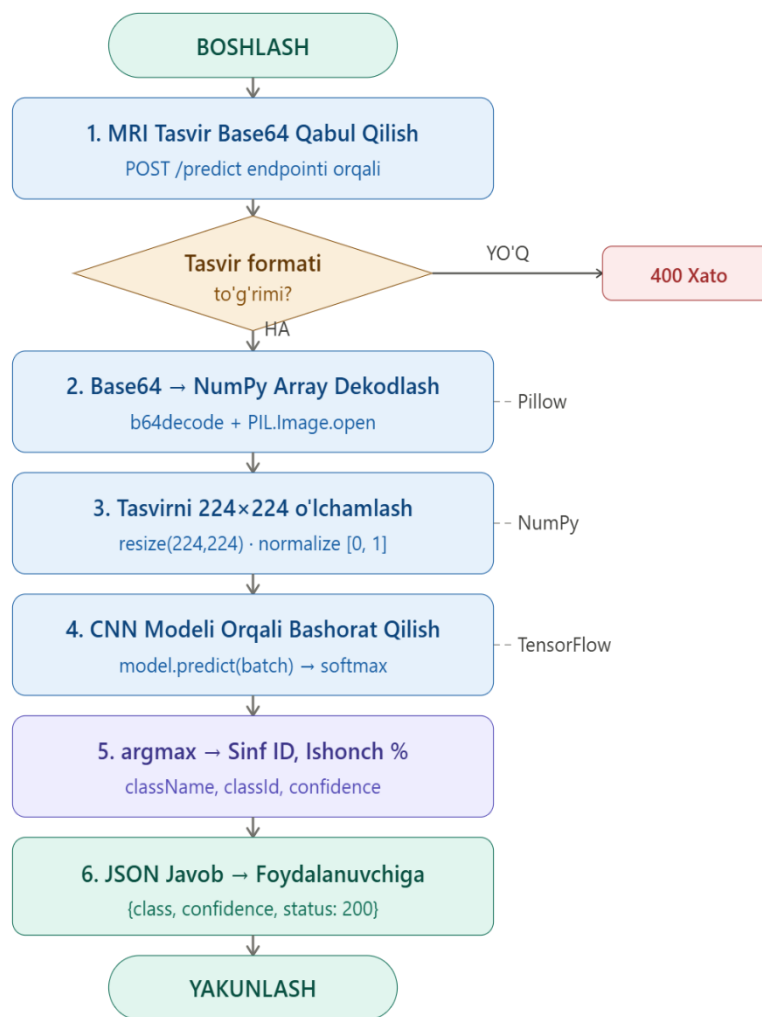 BOSHLASH
1. MRI Tasvir Base64 Qabul Qilish
POST /predict endpointi orqali
Tasvir formati
to'g'rimi?
YO'Q
400 Xato
HA
2. Base64 → NumPy Array Dekodlash
b64decode + PIL.Image.open
Pillow
3. Tasvirni 224×224 o'lchamlash
resize(224,224) · normalize [0, 1]
NumPy
4. CNN Modeli Orqali Bashorat Qilish
model.predict(batch) → softmax
TensorFlow
5. argmax → Sinf ID, Ishonch %
className, classId, confidence
6. JSON Javob → Foydalanuvchiga
{class, confidence, status: 200}
YAKUNLASH